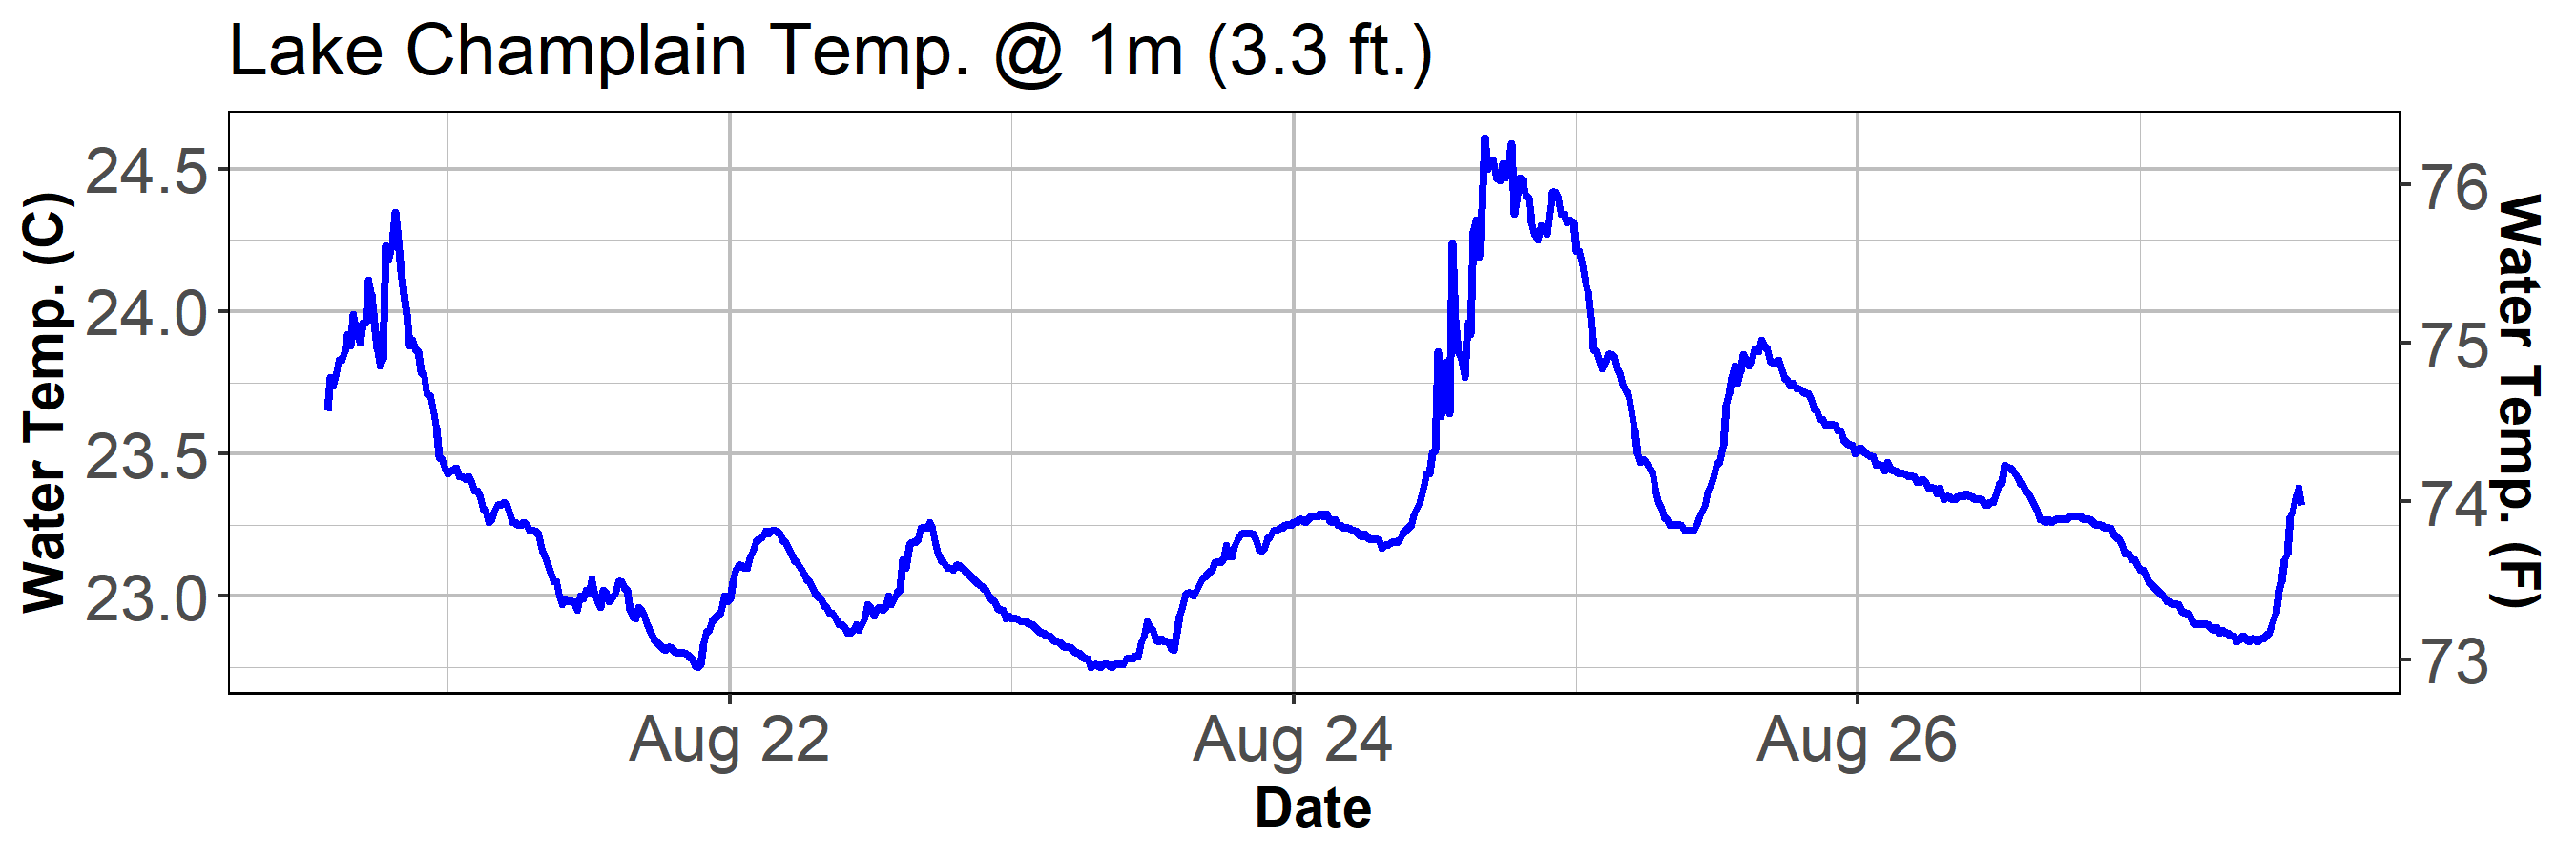 Lake Champlain Temp. @ 1m (3.3 ft.)
Water Temp. (C)
24.5
24.0
23.5
23.0
76
75
74
73
Water Temp. (F)
Aug 22
Aug 24
Aug 26
Date